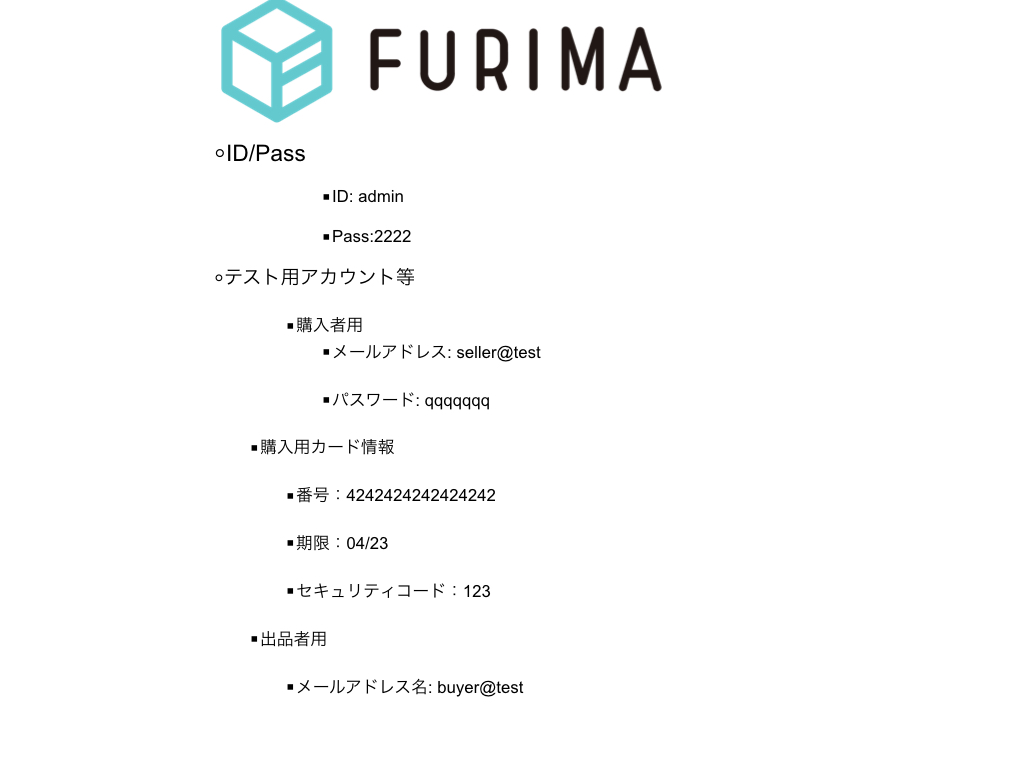 FURIMA
ID/Pass
ID: admin
Pass:2222
テスト用アカウント等
購入者用
メールアドレス: seller@test
パスワード: qqqqqqq
購入用カード情報
番号：4242424242424242
期限：04/23
セキュリティコード：123
出品者用
メールアドレス名: buyer@test